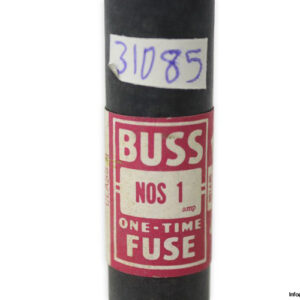 31085
BUSS
NOS 1
amp
ONE-TIME
FUSE